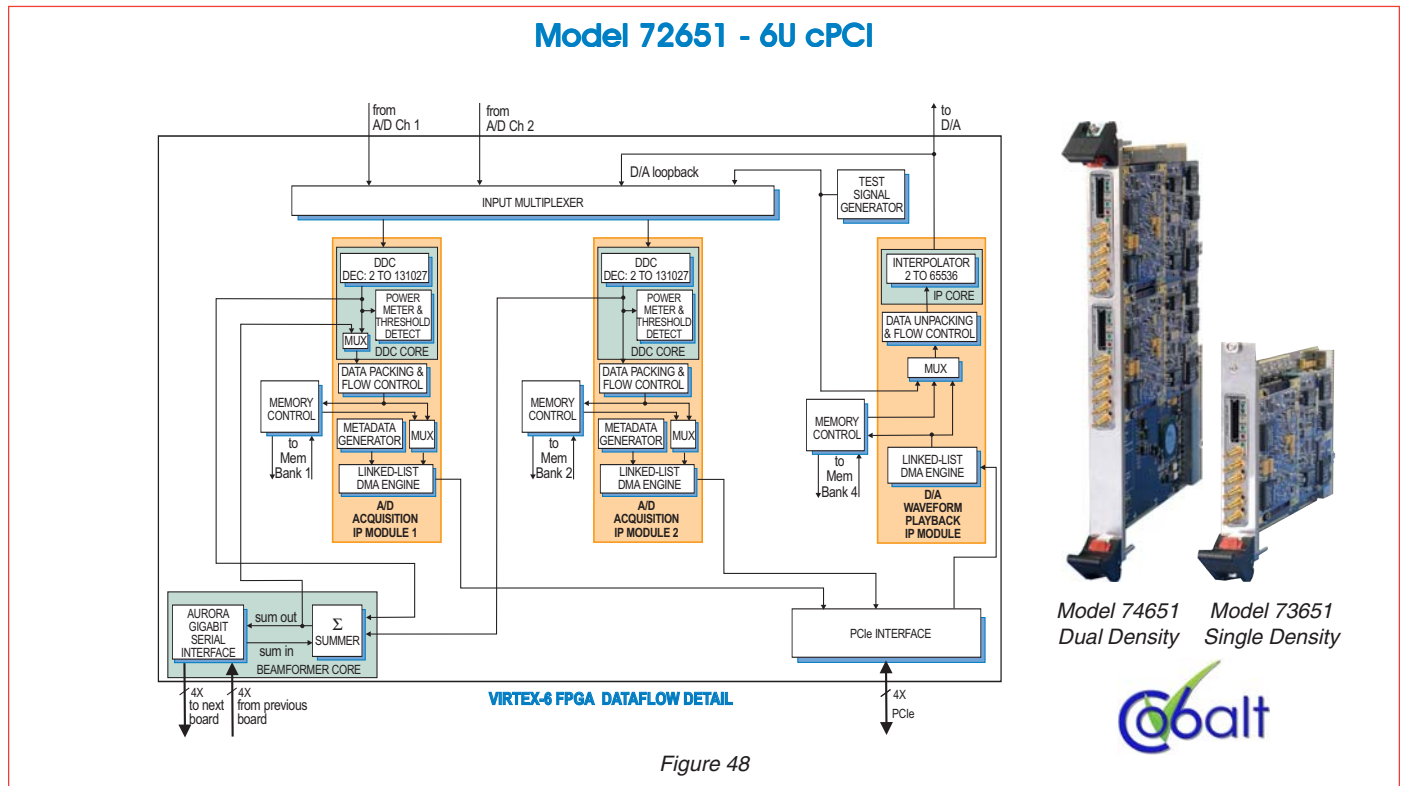 Model 72651 - 6U cPCI
from
A/D Ch 1
from
A/D Ch 2
to
D/A
D/A loopback
INPUT MULTIPLEXER
TEST
SIGNAL
GENERATOR
DDC
DEC: 2 TO 131027
POWER
METER &
THRESHOLD
DETECT
MUX
DDC CORE
DATA PACKING &
FLOW CONTROL
MEMORY
CONTROL
to
Mem
Bank 1
METADATA
GENERATOR
MUX
LINKED-LIST
DMA ENGINE
A/D
ACQUISITION
IP MODULE 1
DDC
DEC: 2 TO 131027
POWER
METER &
THRESHOLD
DETECT
DDC CORE
DATA PACKING &
FLOW CONTROL
MEMORY
CONTROL
to
Mem
Bank 2
METADATA
GENERATOR
MUX
LINKED-LIST
DMA ENGINE
A/D
ACQUISITION
IP MODULE 2
INTERPOLATOR
2 TO 65536
IP CORE
DATA UNPACKING
& FLOW CONTROL
MUX
MEMORY
CONTROL
to
Mem
Bank 4
LINKED-LIST
DMA ENGINE
D/A
WAVEFORM
PLAYBACK
IP MODULE
AURORA
GIGABIT
SERIAL
INTERFACE
sum out
sum in
Σ
SUMMER
BEAMFORMER CORE
4X
to next
board
4X
from previous
board
PCIe INTERFACE
4X
PCIe
VIRTEX-6 FPGA DATAFLOW DETAIL
Model 74651
Dual Density
Model 73651
Single Density
Cobalt
Figure 48